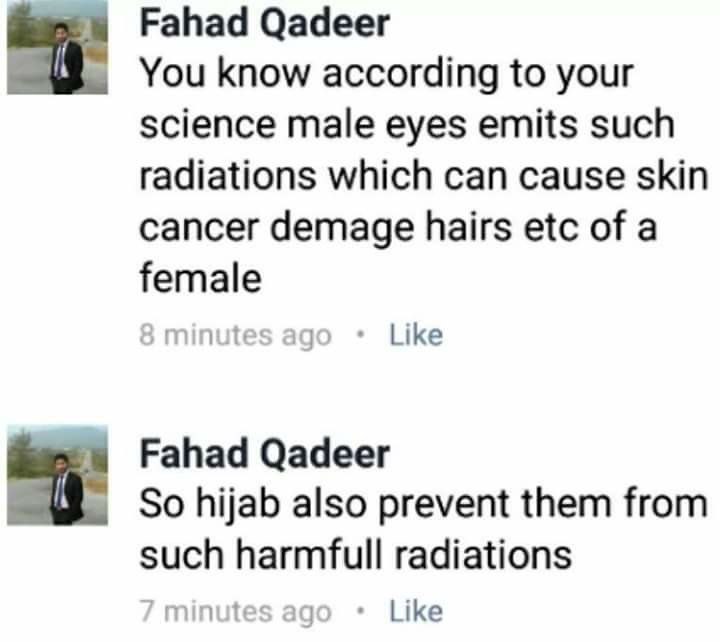 Fahad Qadeer
You know according to your
science male eyes emits such
radiations which can cause skin
cancer demage hairs etc of a
female
8 minutes ago • Like
Fahad Qadeer
So hijab also prevent them from
such harmfull radiations
7 minutes ago • Like